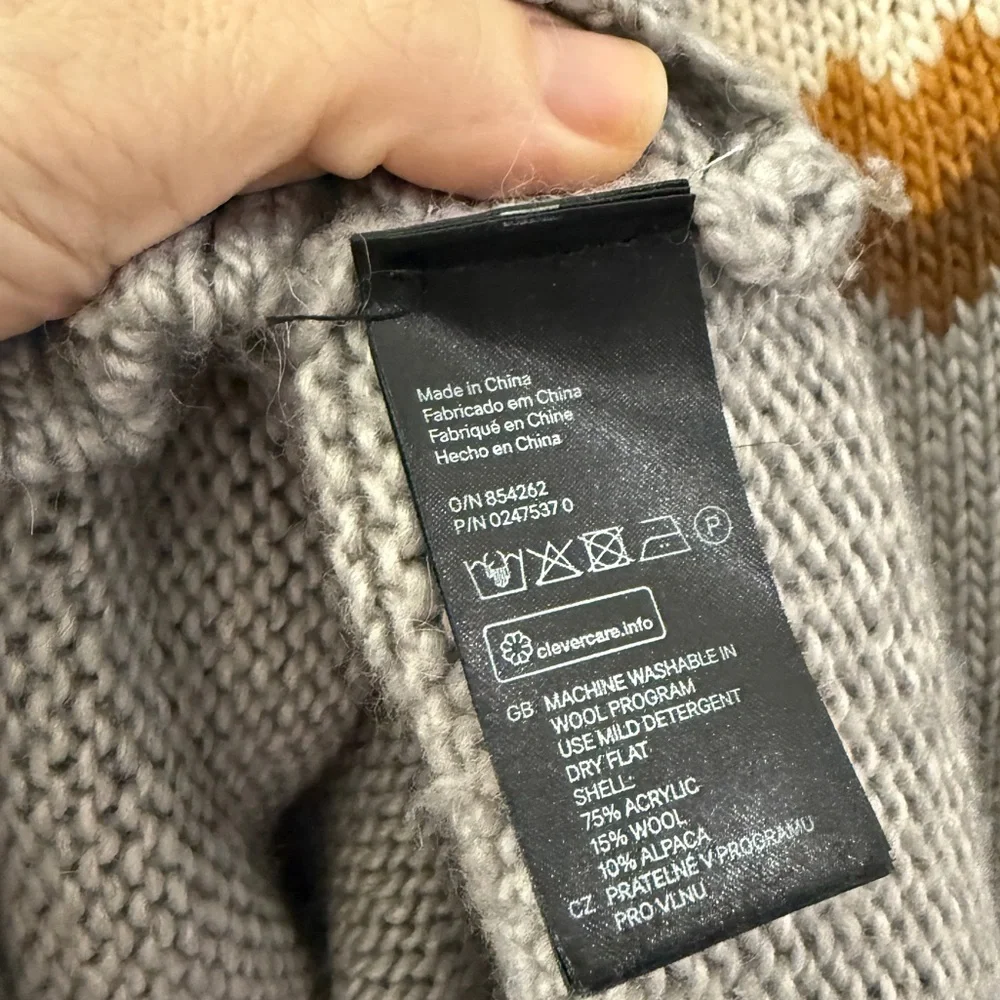 Made in China
Fabricado em China
Fabriqué en Chine
Hecho en China
O/N 854262
P/N 0247537 0
P
clevercare.info
GB MACHINE WASHABLE IN
WOOL PROGRAM
USE MILD DETERGENT
DRY FLAT
SHELL:
75% ACRYLIC
15% WOOL
10% ALPACA
CZ PRATELNÉ V PROGRAMU
PRO VLNU